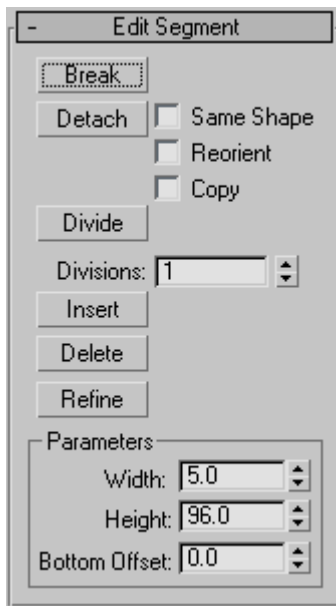 - Edit Segment
Break
Detach Same Shape
Reorient
Copy
Divide
Divisions: 1
Insert
Delete
Refine
Parameters
Width: 5.0
Height: 96.0
Bottom Offset: 0.0